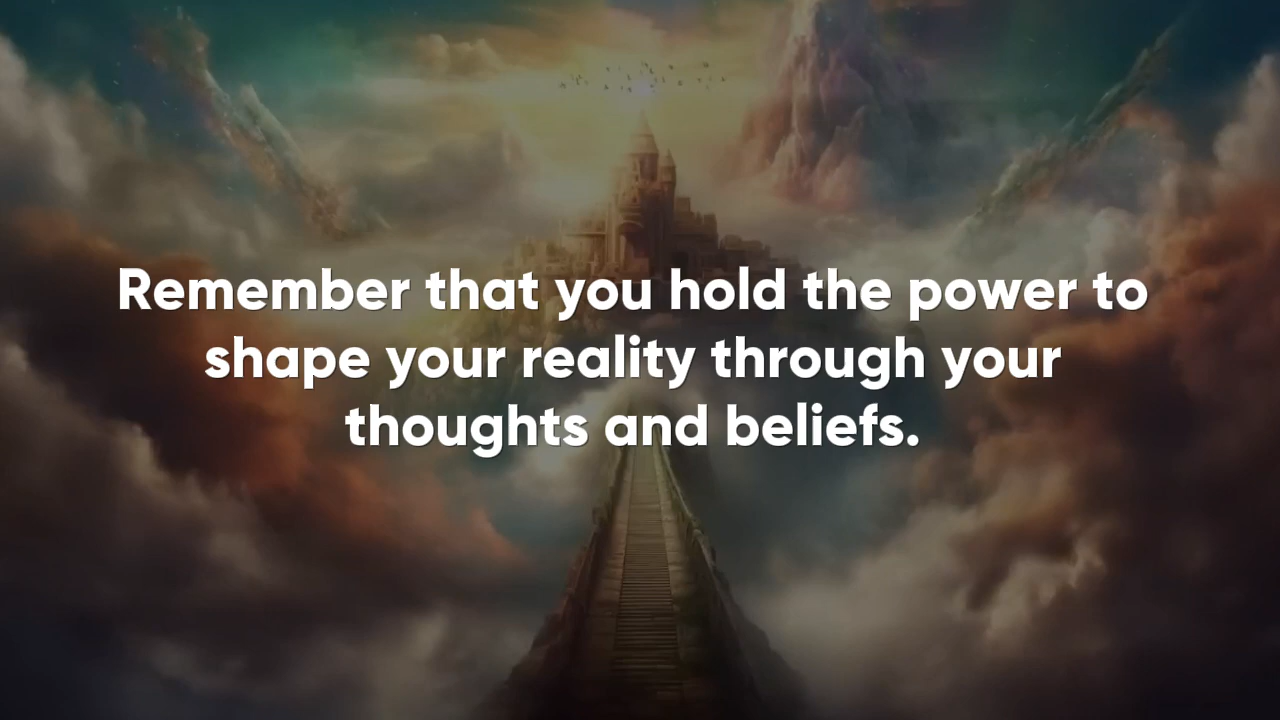 Remember that you hold the power to
shape your reality through your
thoughts and beliefs.